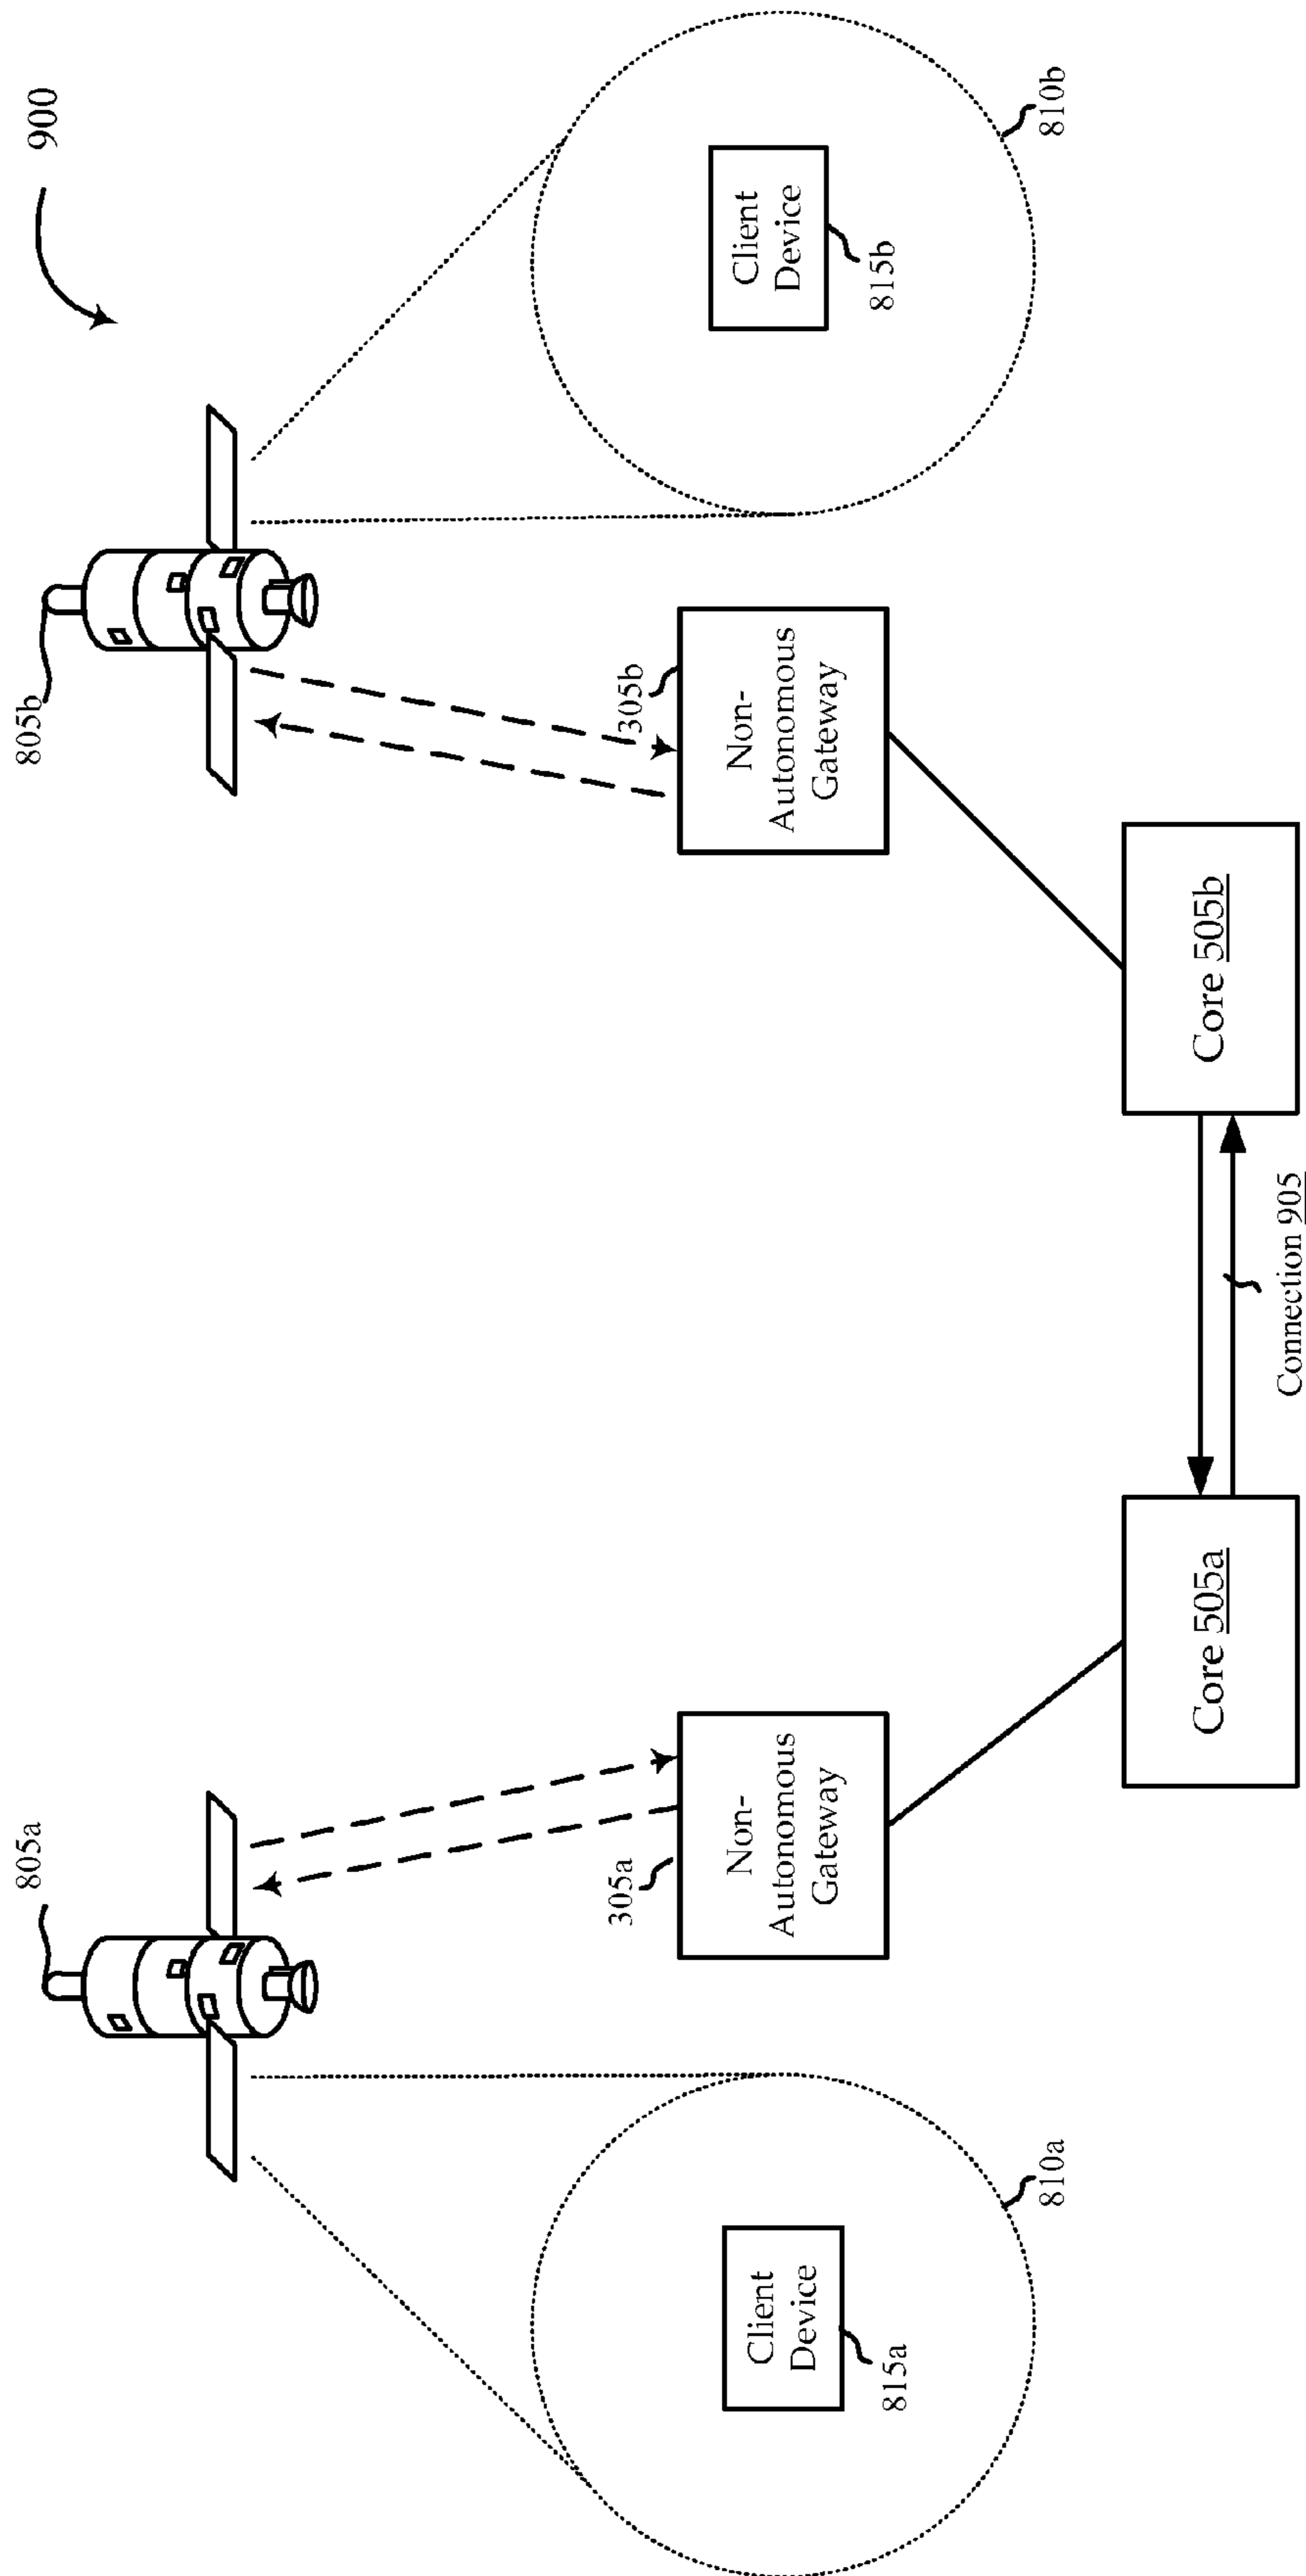 900
805a
805b
305a
Non-
Autonomous
Gateway
305b
Non-
Autonomous
Gateway
Client
Device
815a
810a
Client
Device
815b
810b
Core 505a
Core 505b
Connection 905